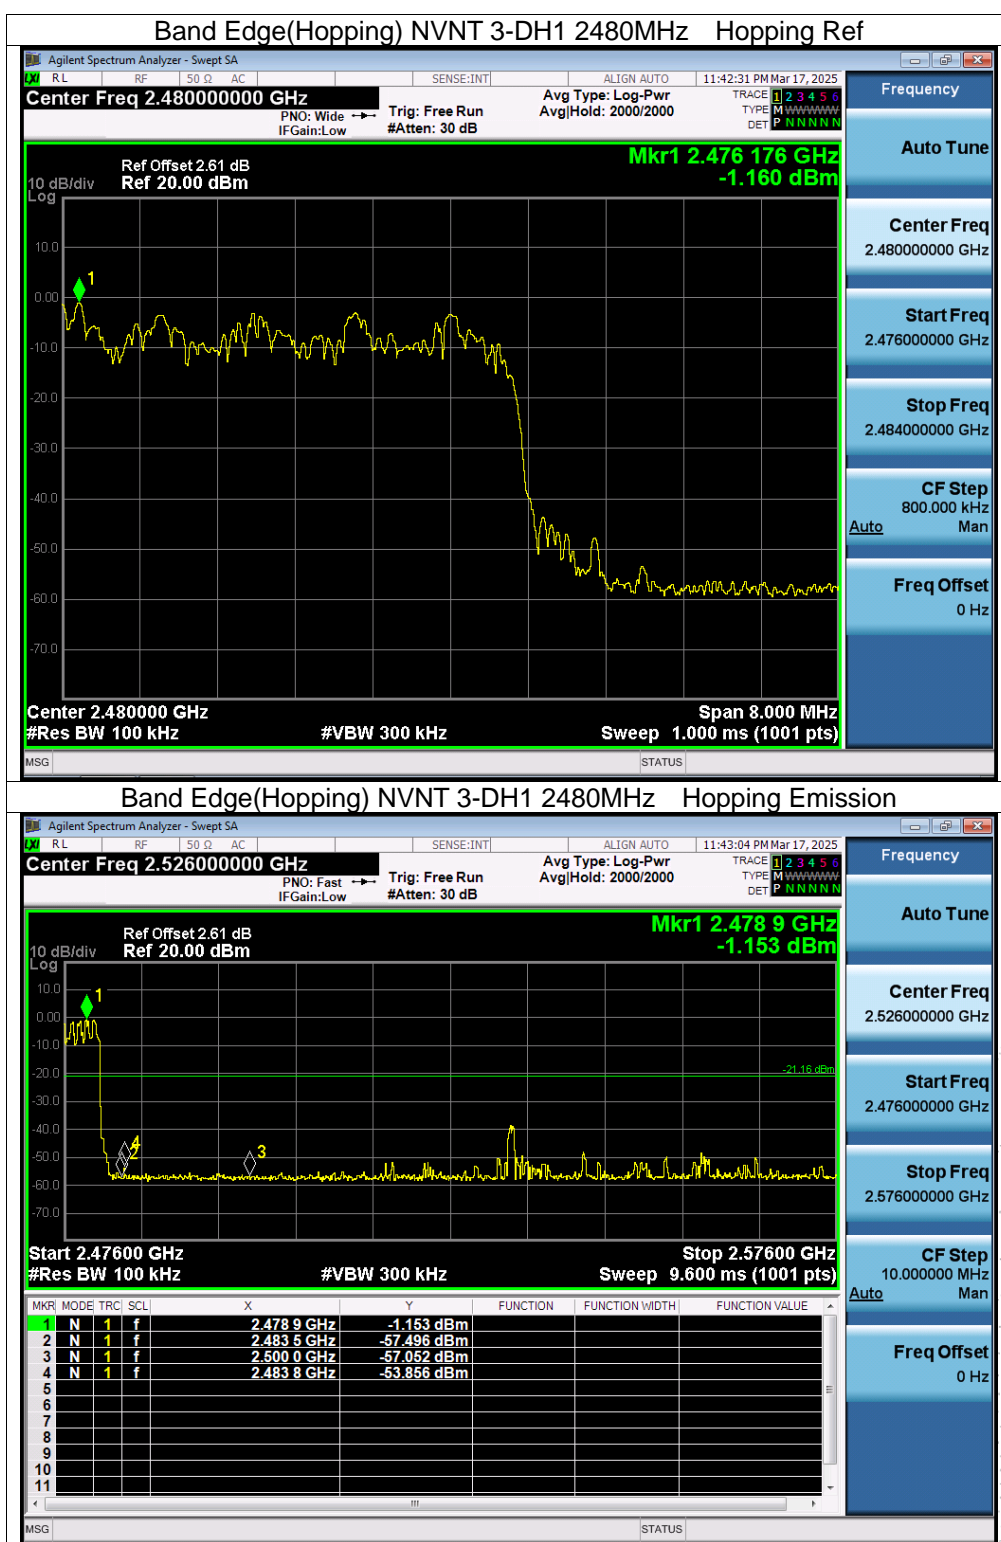 Band Edge(Hopping) NVNT 3-DH1 2480MHz    Hopping Ref
Agilent Spectrum Analyzer - Swept SA
LXI RL RF 50 Ω AC SENSE:INT ALIGN AUTO 11:42:31 PM Mar 17, 2025
Center Freq 2.480000000 GHz
PNO: Wide
IFGain:Low
Trig: Free Run
#Atten: 30 dB
Avg Type: Log-Pwr
Avg|Hold: 2000/2000
TRACE 1 2 3 4 5 6
TYPE M WWWWW
DET P N N N N N
Ref Offset 2.61 dB
Ref 20.00 dBm
10 dB/div
Log
Mkr1 2.476 176 GHz
-1.160 dBm
1
10.0
0.00
-10.0
-20.0
-30.0
-40.0
-50.0
-60.0
-70.0
Center 2.480000 GHz Span 8.000 MHz
#Res BW 100 kHz #VBW 300 kHz Sweep 1.000 ms (1001 pts)
MSG STATUS
Frequency
Auto Tune
Center Freq
2.480000000 GHz
Start Freq
2.476000000 GHz
Stop Freq
2.484000000 GHz
CF Step
800.000 kHz
Auto Man
Freq Offset
0 Hz
Band Edge(Hopping) NVNT 3-DH1 2480MHz    Hopping Emission
Agilent Spectrum Analyzer - Swept SA
LXI RL RF 50 Ω AC SENSE:INT ALIGN AUTO 11:43:04 PM Mar 17, 2025
Center Freq 2.526000000 GHz
PNO: Fast
IFGain:Low
Trig: Free Run
#Atten: 30 dB
Avg Type: Log-Pwr
Avg|Hold: 2000/2000
TRACE 1 2 3 4 5 6
TYPE M WWWWW
DET P N N N N N
Ref Offset 2.61 dB
Ref 20.00 dBm
10 dB/div
Log
Mkr1 2.478 9 GHz
-1.153 dBm
10.0
0.00
-10.0
-20.0
-30.0
-40.0
-50.0
-60.0
-70.0
1
-21.16 dBm
4
2
3
Start 2.47600 GHz Stop 2.57600 GHz
#Res BW 100 kHz #VBW 300 kHz Sweep 9.600 ms (1001 pts)
MKR MODE TRC SCL X Y FUNCTION FUNCTION WIDTH FUNCTION VALUE
1 N 1 f 2.478 9 GHz -1.153 dBm
2 N 1 f 2.483 5 GHz -57.496 dBm
3 N 1 f 2.500 0 GHz -57.052 dBm
4 N 1 f 2.483 8 GHz -53.856 dBm
5
6
7
8
9
10
11
MSG STATUS
Frequency
Auto Tune
Center Freq
2.526000000 GHz
Start Freq
2.476000000 GHz
Stop Freq
2.576000000 GHz
CF Step
10.000000 MHz
Auto Man
Freq Offset
0 Hz